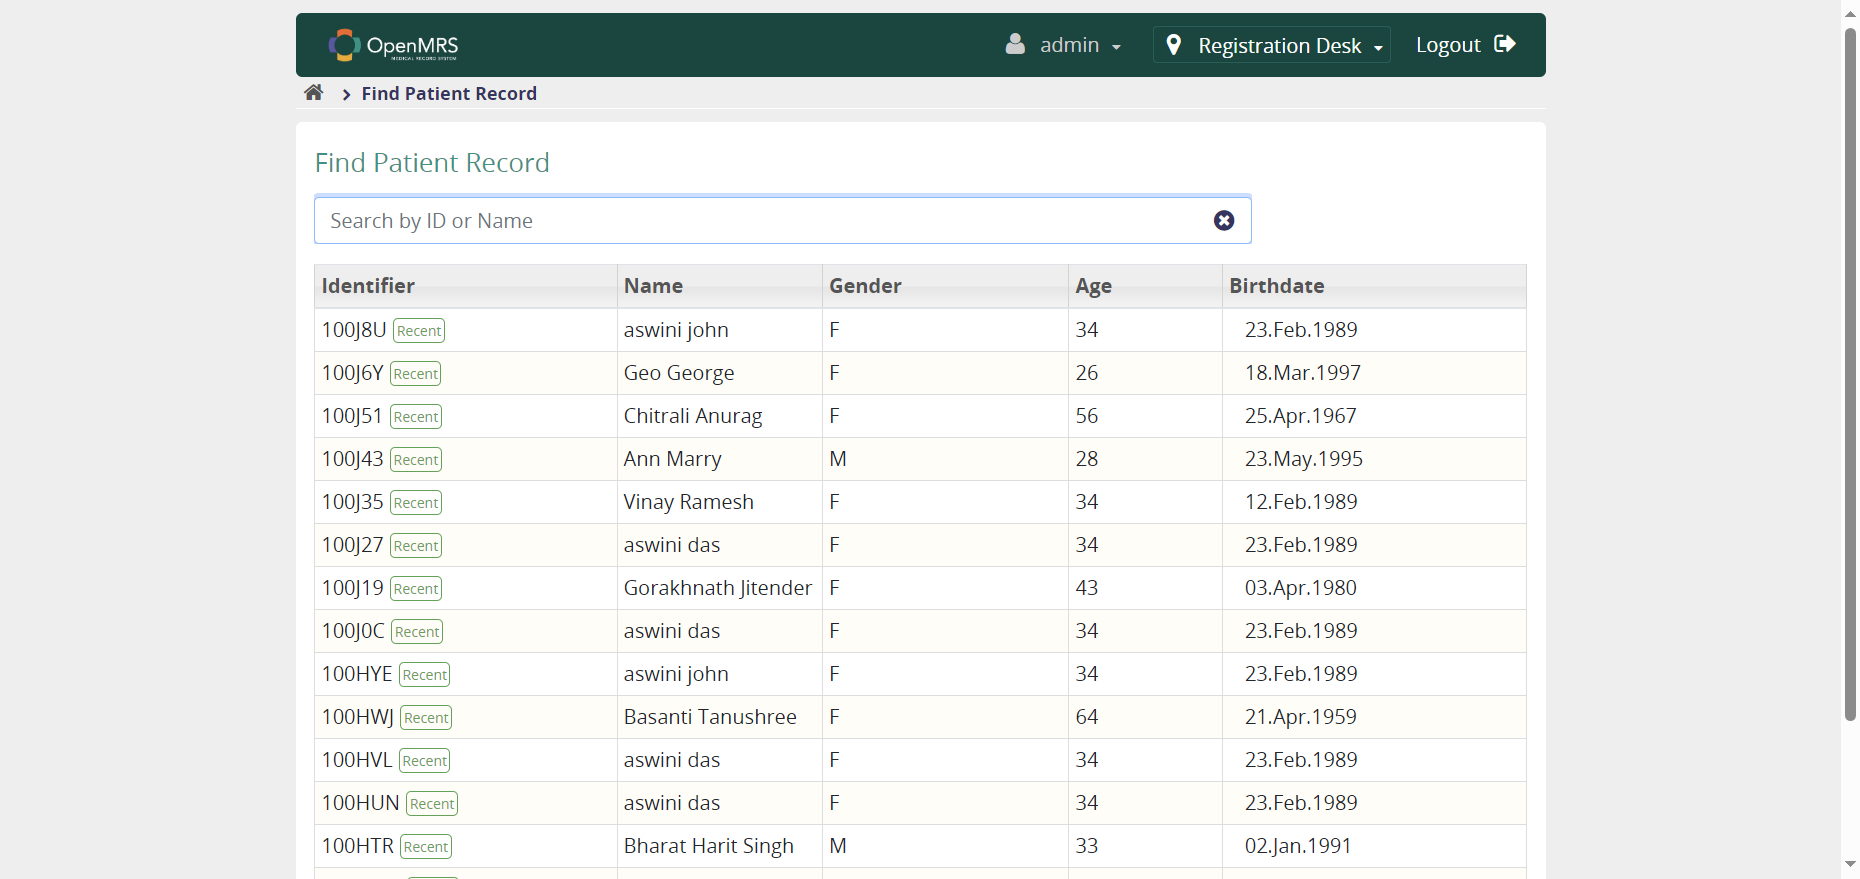 OpenMRS
MEDICAL RECORD SYSTEM
admin
Registration Desk
Logout
Find Patient Record
Find Patient Record
Search by ID or Name
Identifier Name Gender Age Birthdate
100J8U Recent aswini john F 34 23.Feb.1989
100J6Y Recent Geo George F 26 18.Mar.1997
100J51 Recent Chitrali Anurag F 56 25.Apr.1967
100J43 Recent Ann Marry M 28 23.May.1995
100J35 Recent Vinay Ramesh F 34 12.Feb.1989
100J27 Recent aswini das F 34 23.Feb.1989
100J19 Recent Gorakhnath Jitender F 43 03.Apr.1980
100J0C Recent aswini das F 34 23.Feb.1989
100HYE Recent aswini john F 34 23.Feb.1989
100HWJ Recent Basanti Tanushree F 64 21.Apr.1959
100HVL Recent aswini das F 34 23.Feb.1989
100HUN Recent aswini das F 34 23.Feb.1989
100HTR Recent Bharat Harit Singh M 33 02.Jan.1991